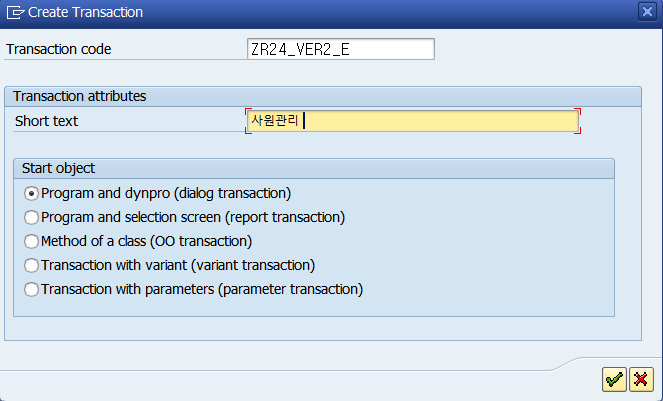 Create Transaction
Transaction code ZR24_VER2_E
Transaction attributes
Short text 사원관리
Start object
Program and dynpro (dialog transaction)
Program and selection screen (report transaction)
Method of a class (OO transaction)
Transaction with variant (variant transaction)
Transaction with parameters (parameter transaction)